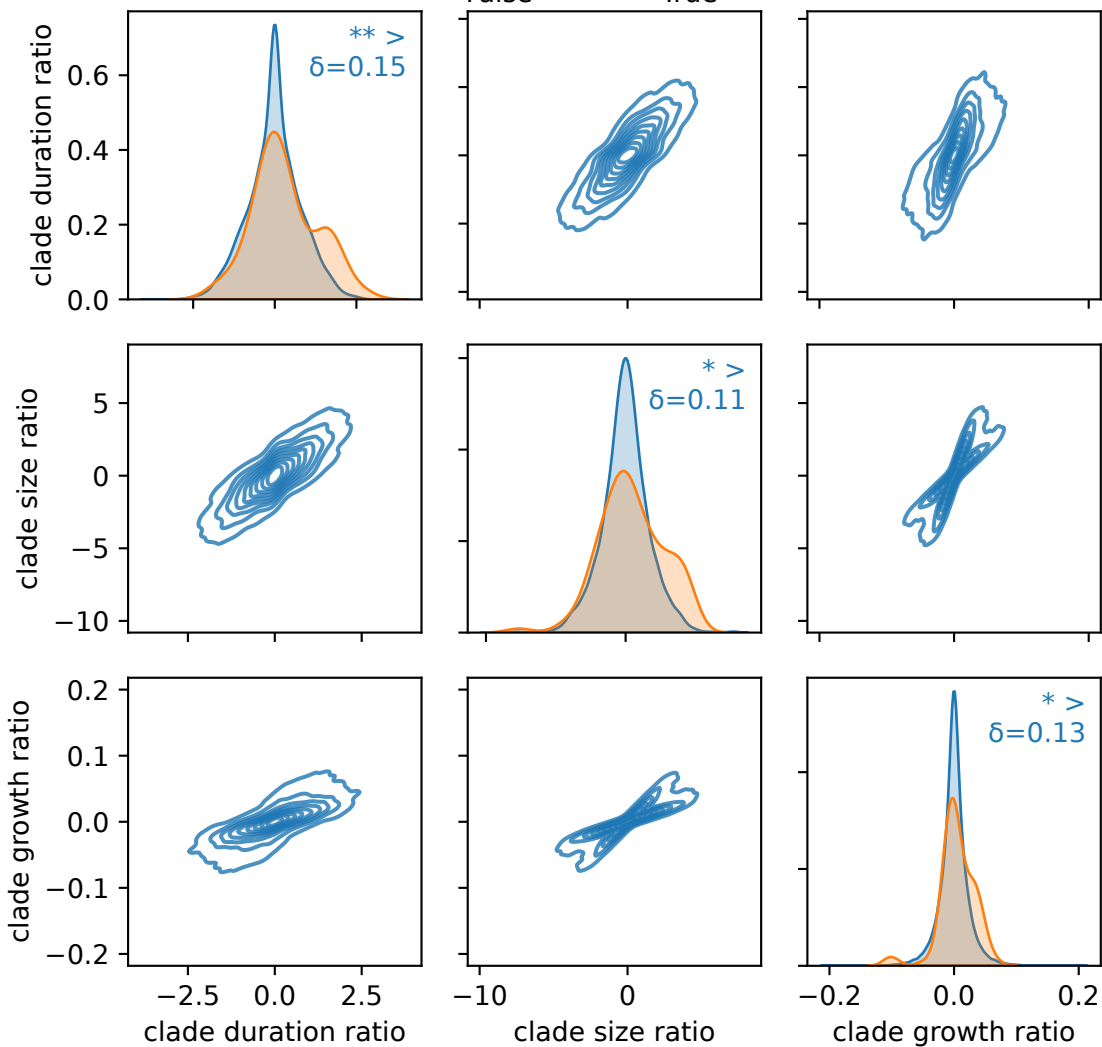 False True
clade duration ratio
0.6
0.4
0.2
0.0
** >
δ=0.15
clade size ratio
5
0
−5
−10
* >
δ=0.11
clade growth ratio
0.2
0.1
0.0
−0.1
−0.2
* >
δ=0.13
−2.5 0.0 2.5
−10 0
−0.2 0.0 0.2
clade duration ratio
clade size ratio
clade growth ratio